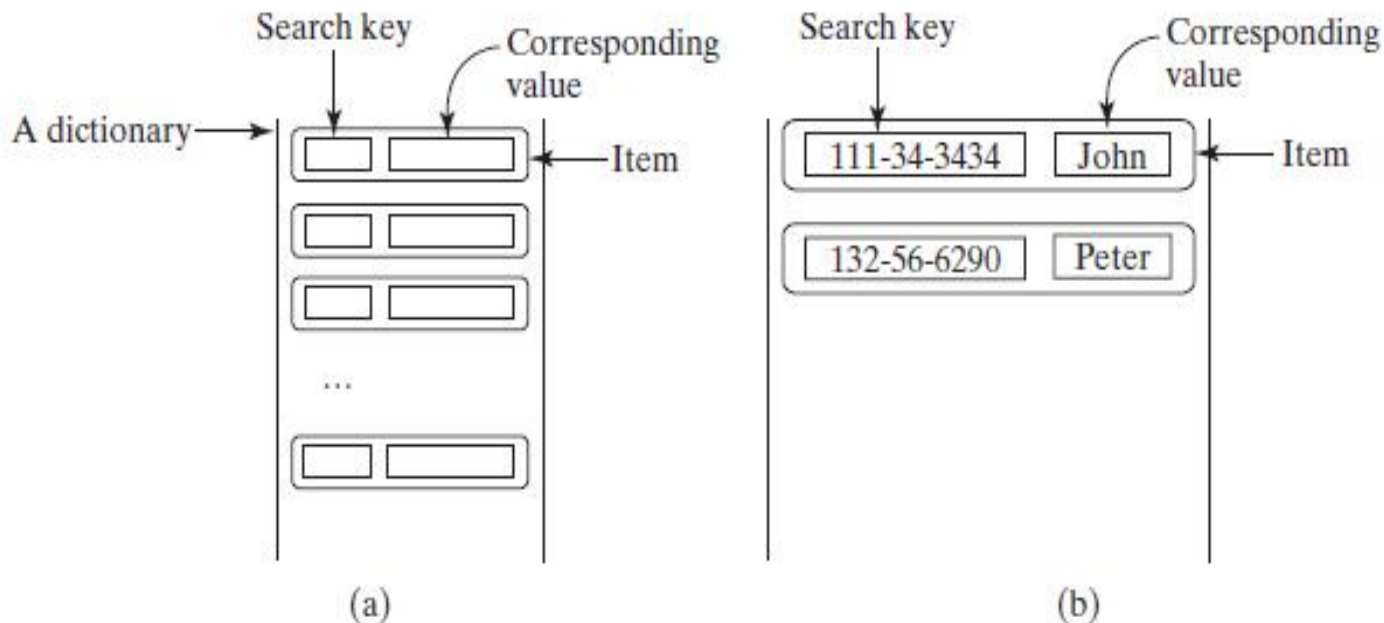 Search key
Corresponding
value
A dictionary
Item
...
(a)
Search key
Corresponding
value
111-34-3434 John
Item
132-56-6290 Peter
(b)